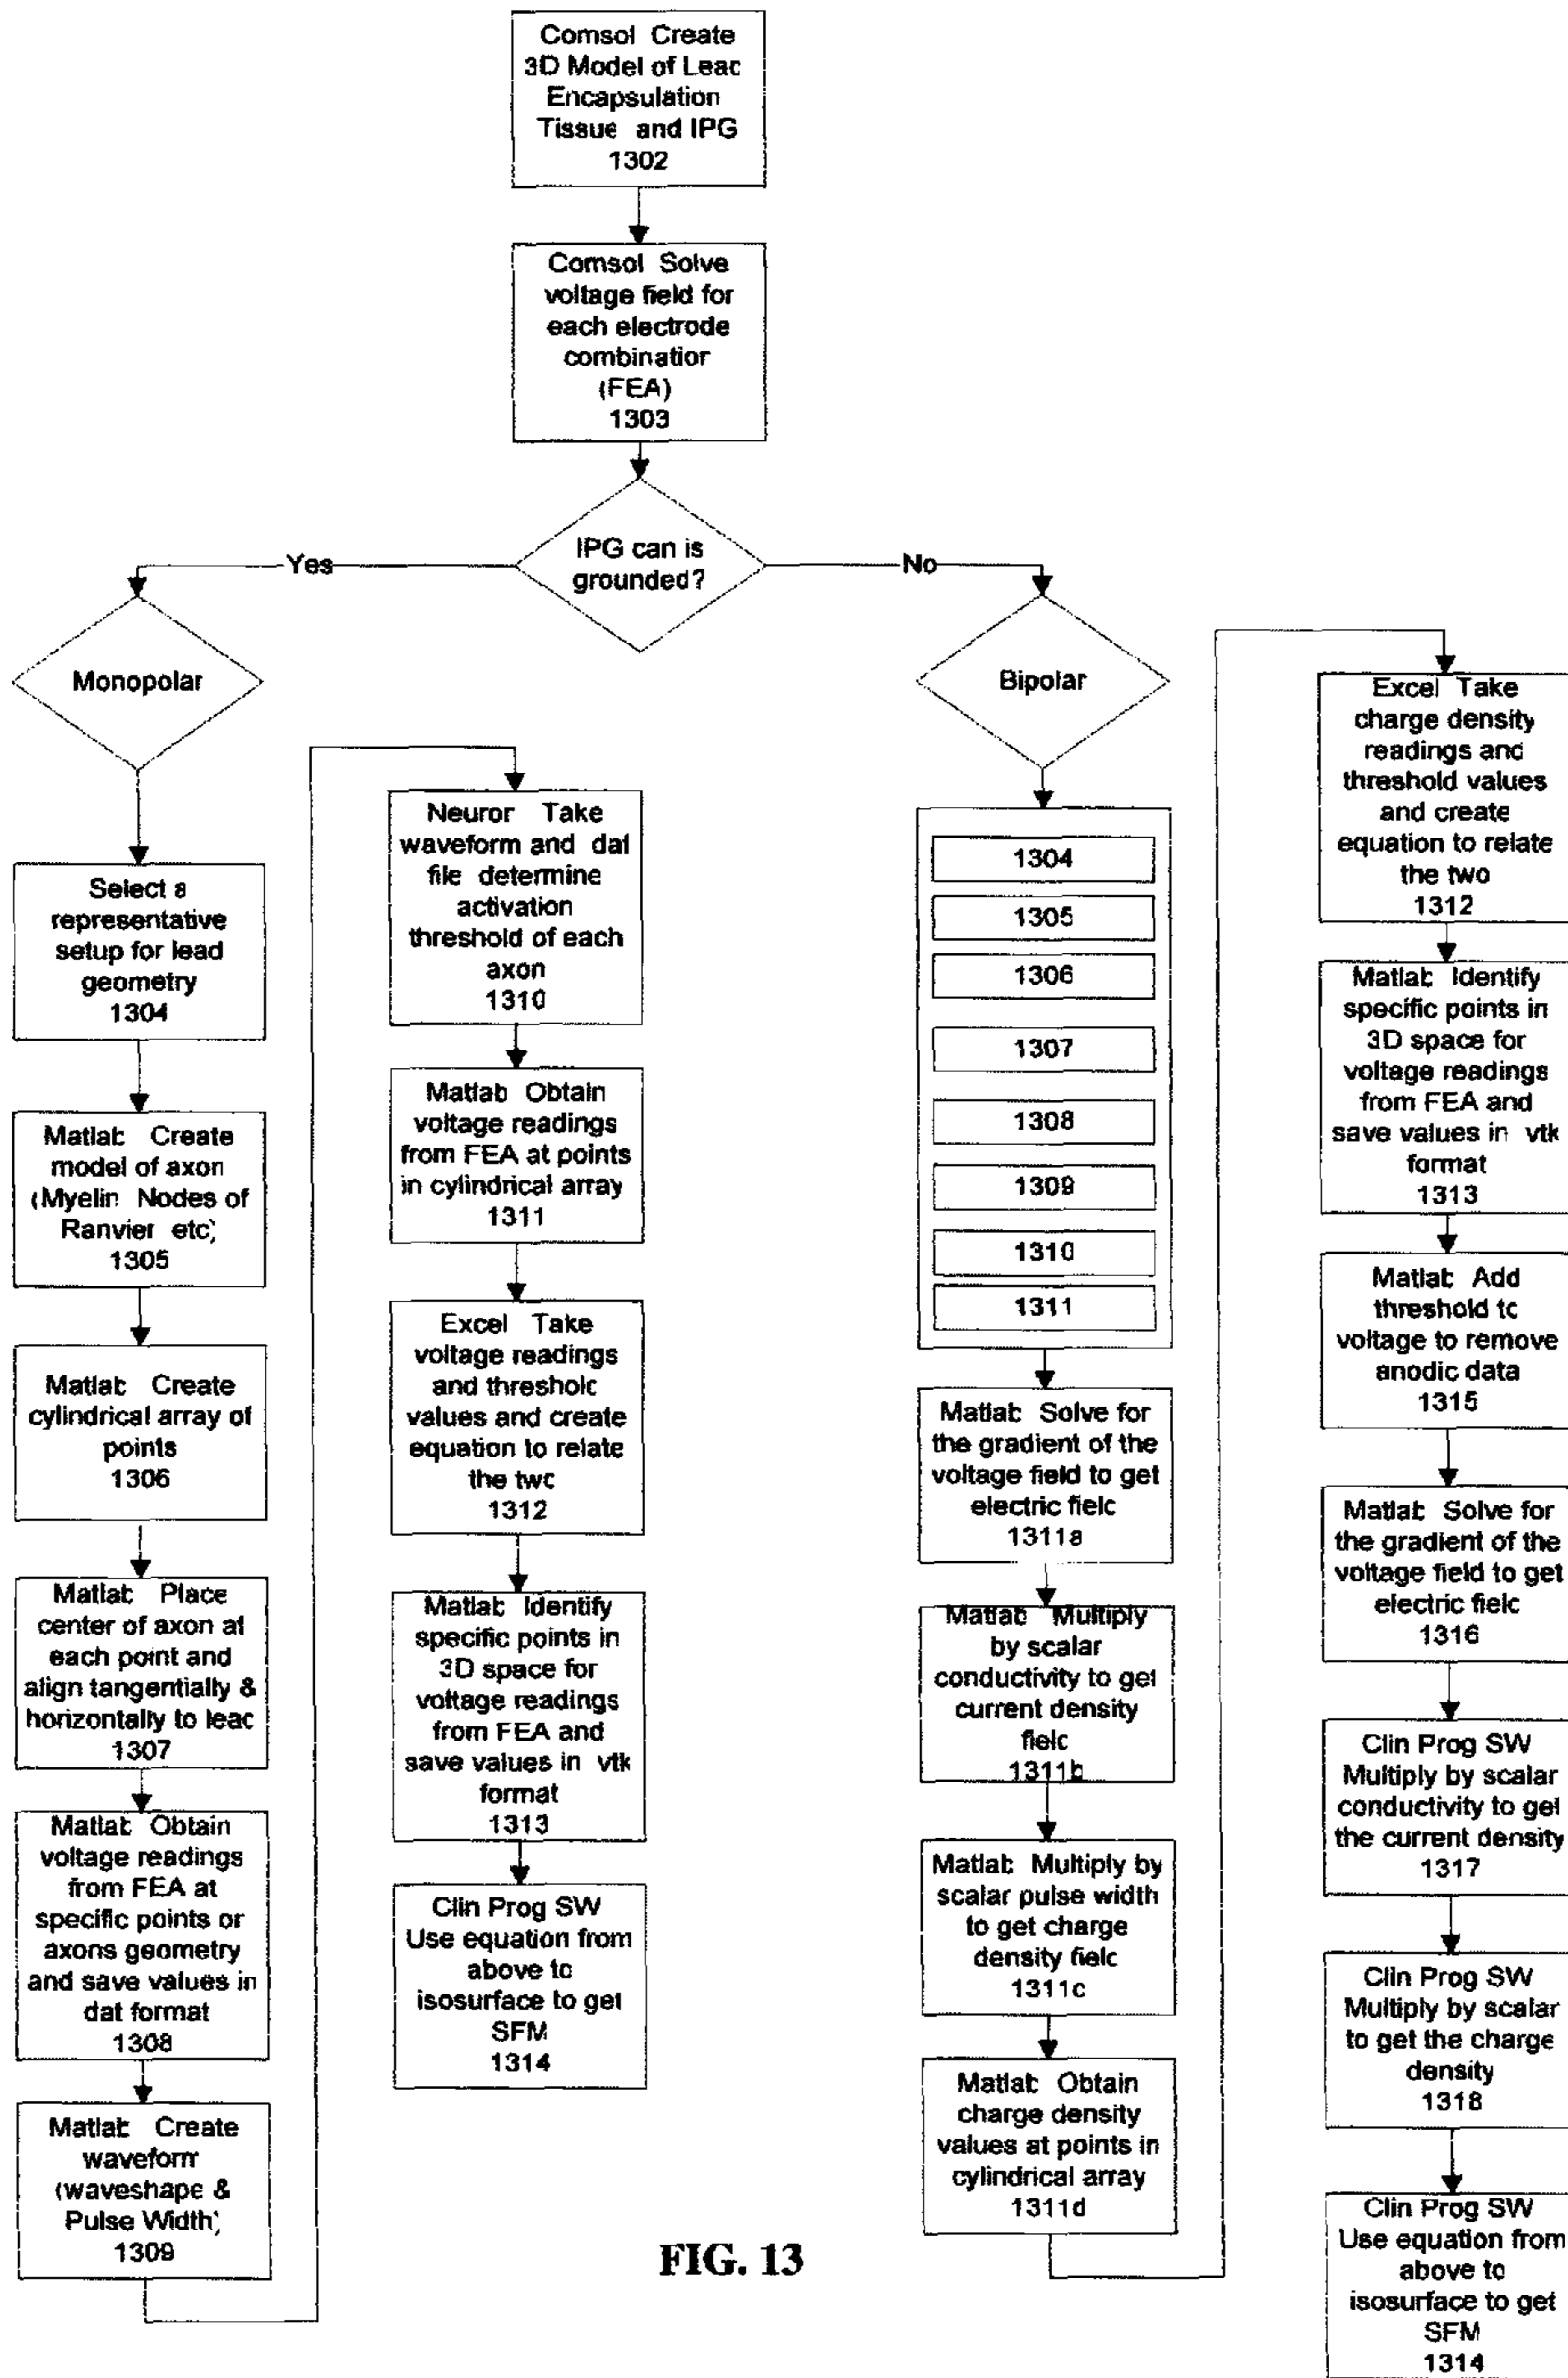 Comsol Create
3D Model of Lead
Encapsulation
Tissue and IPG
1302
Comsol Solve
voltage field for
each electrode
combination
(FEA)
1303
IPG can is
grounded?
Yes
No
Monopolar
Select a
representative
setup for lead
geometry
1304
Matlab Create
model of axon
(Myelin Nodes of
Ranvier etc)
1305
Matlab Create
cylindrical array of
points
1306
Matlab Place
center of axon at
each point and
align tangentially &
horizontally to lead
1307
Matlab Obtain
voltage readings
from FEA at
specific points or
axons geometry
and save values in
dat format
1308
Matlab Create
waveform
(waveshape &
Pulse Width)
1309
Neuron Take
waveform and dat
file determine
activation
threshold of each
axon
1310
Matlab Obtain
voltage readings
from FEA at points
in cylindrical array
1311
Excel Take
voltage readings
and threshold
values and create
equation to relate
the two
1312
Matlab Identify
specific points in
3D space for
voltage readings
from FEA and
save values in vtk
format
1313
Clin Prog SW
Use equation from
above to
isosurface to get
SFM
1314
Bipolar
1304
1305
1306
1307
1308
1309
1310
1311
Matlab Solve for
the gradient of the
voltage field to get
electric field
1311a
Matlab Multiply
by scalar
conductivity to get
current density
field
1311b
Matlab Multiply by
scalar pulse width
to get charge
density field
1311c
Matlab Obtain
charge density
values at points in
cylindrical array
1311d
Excel Take
charge density
readings and
threshold values
and create
equation to relate
the two
1312
Matlab Identify
specific points in
3D space for
voltage readings
from FEA and
save values in vtk
format
1313
Matlab Add
threshold to
voltage to remove
anodic data
1315
Matlab Solve for
the gradient of the
voltage field to get
electric field
1316
Clin Prog SW
Multiply by scalar
conductivity to get
the current density
1317
Clin Prog SW
Multiply by scalar
to get the charge
density
1318
Clin Prog SW
Use equation from
above to
isosurface to get
SFM
1314
FIG. 13